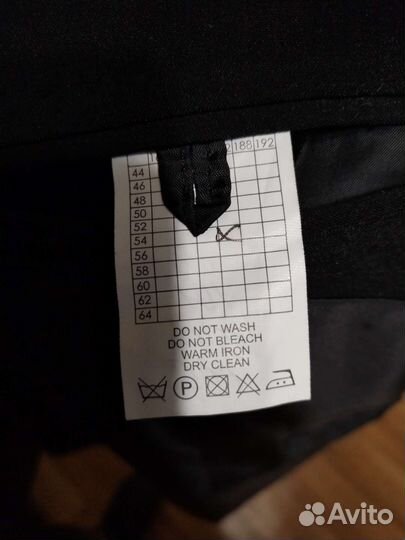 188 192
44
46
48
50
52
54
56
58
60
62
64
DO NOT WASH
DO NOT BLEACH
WARM IRON
DRY CLEAN
P
Avito